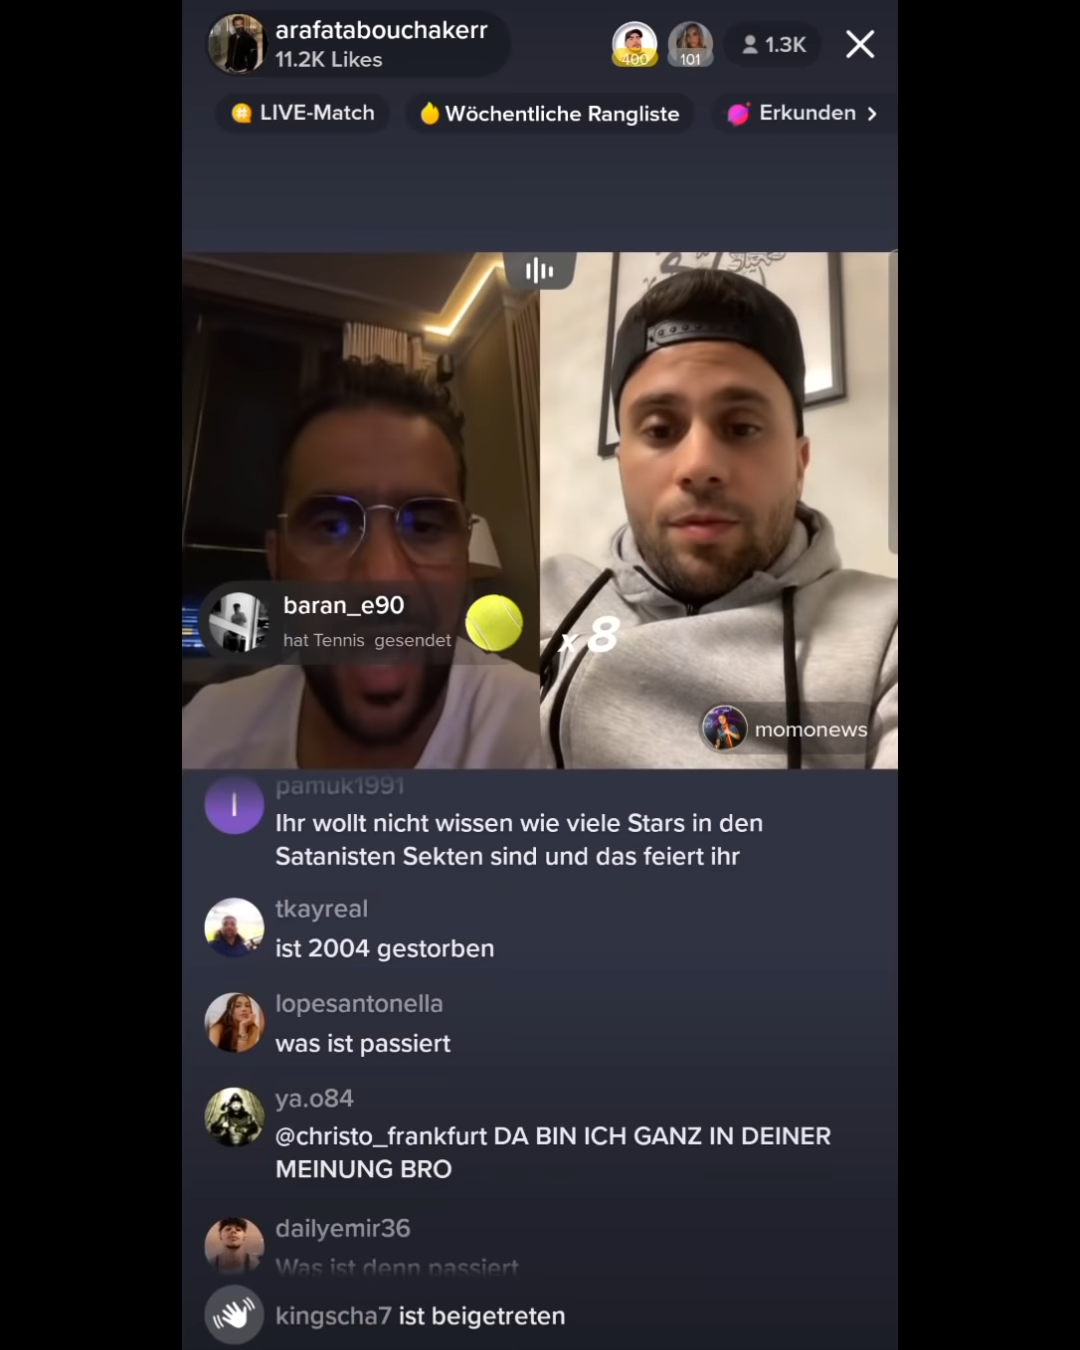 arafatabouchakerr
11.2K Likes
400
101
1.3K
LIVE-Match
Wöchentliche Rangliste
Erkunden
baran_e90
hat Tennis gesendet
x 8
momonews
pamuk1991
Ihr wollt nicht wissen wie viele Stars in den
Satanisten Sekten sind und das feiert ihr
tkayreal
ist 2004 gestorben
lopesantonella
was ist passiert
ya.o84
@christo_frankfurt DA BIN ICH GANZ IN DEINER
MEINUNG BRO
dailyemir36
Was ist denn passiert
kingscha7 ist beigetreten